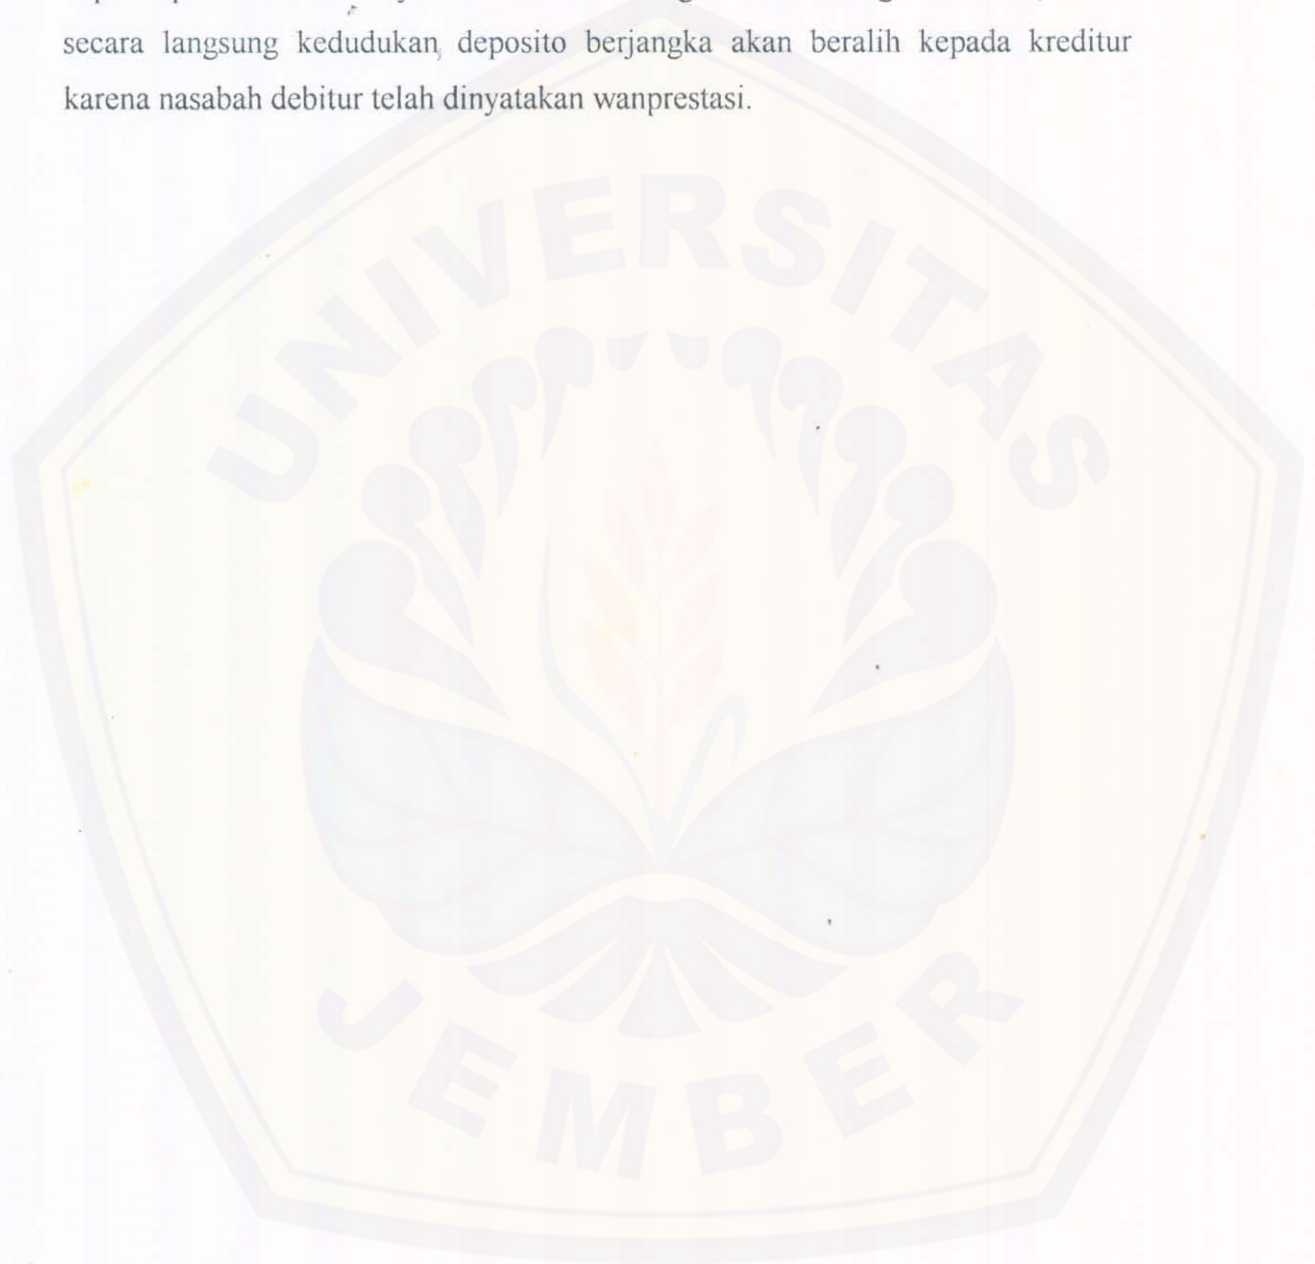 secara langsung kedudukan, deposito berjangka akan beralih kepada kreditur
karena nasabah debitur telah dinyatakan wanprestasi.
UNIVERSITAS
JEMBER